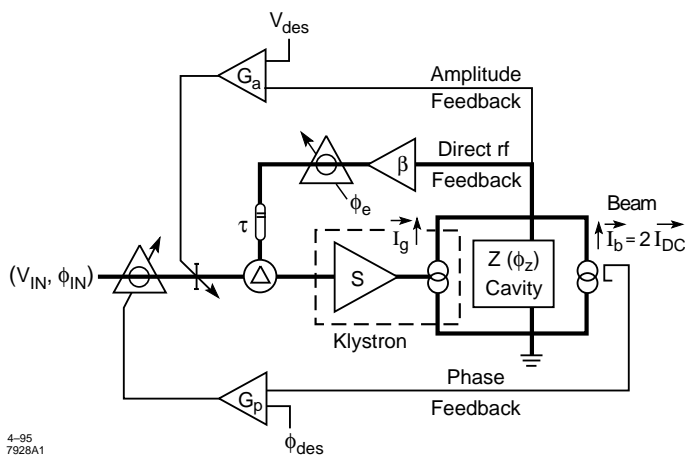 V_des
G_a
Amplitude
Feedback
Direct rf
Feedback
β
ϕ_e
τ
I_g
Beam
I_b = 2 I_DC
(V_IN, ϕ_IN)
Δ
S
Z (ϕ_z)
Cavity
Klystron
Phase
Feedback
G_p
ϕ_des
4–95
7928A1